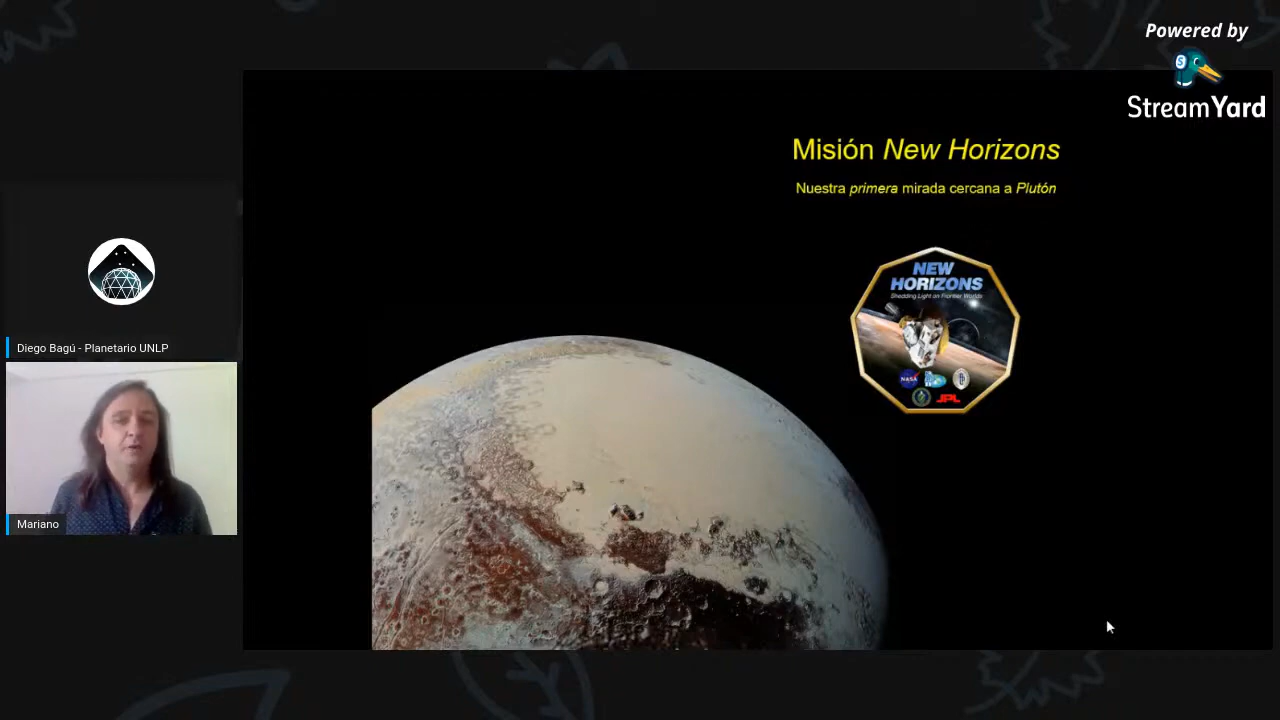 Powered by
StreamYard
Misión New Horizons
Nuestra primera mirada cercana a Plutón
NEW
HORIZONS
Shedding Light on Frontier Worlds
NASA
JPL
Diego Bagú - Planetario UNLP
Mariano